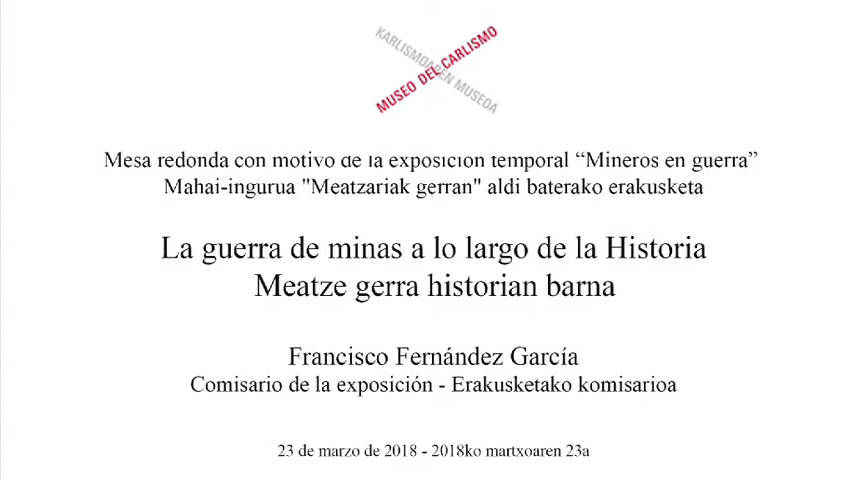 KARLISMOAREN MUSEOA
MUSEO DEL CARLISMO
Mesa redonda con motivo de la exposición temporal “Mineros en guerra”
Mahai-ingurua "Meatzariak gerran" aldi baterako erakusketa
La guerra de minas a lo largo de la Historia
Meatze gerra historian barna
Francisco Fernández García
Comisario de la exposición - Erakusketako komisarioa
23 de marzo de 2018 - 2018ko martxoaren 23a